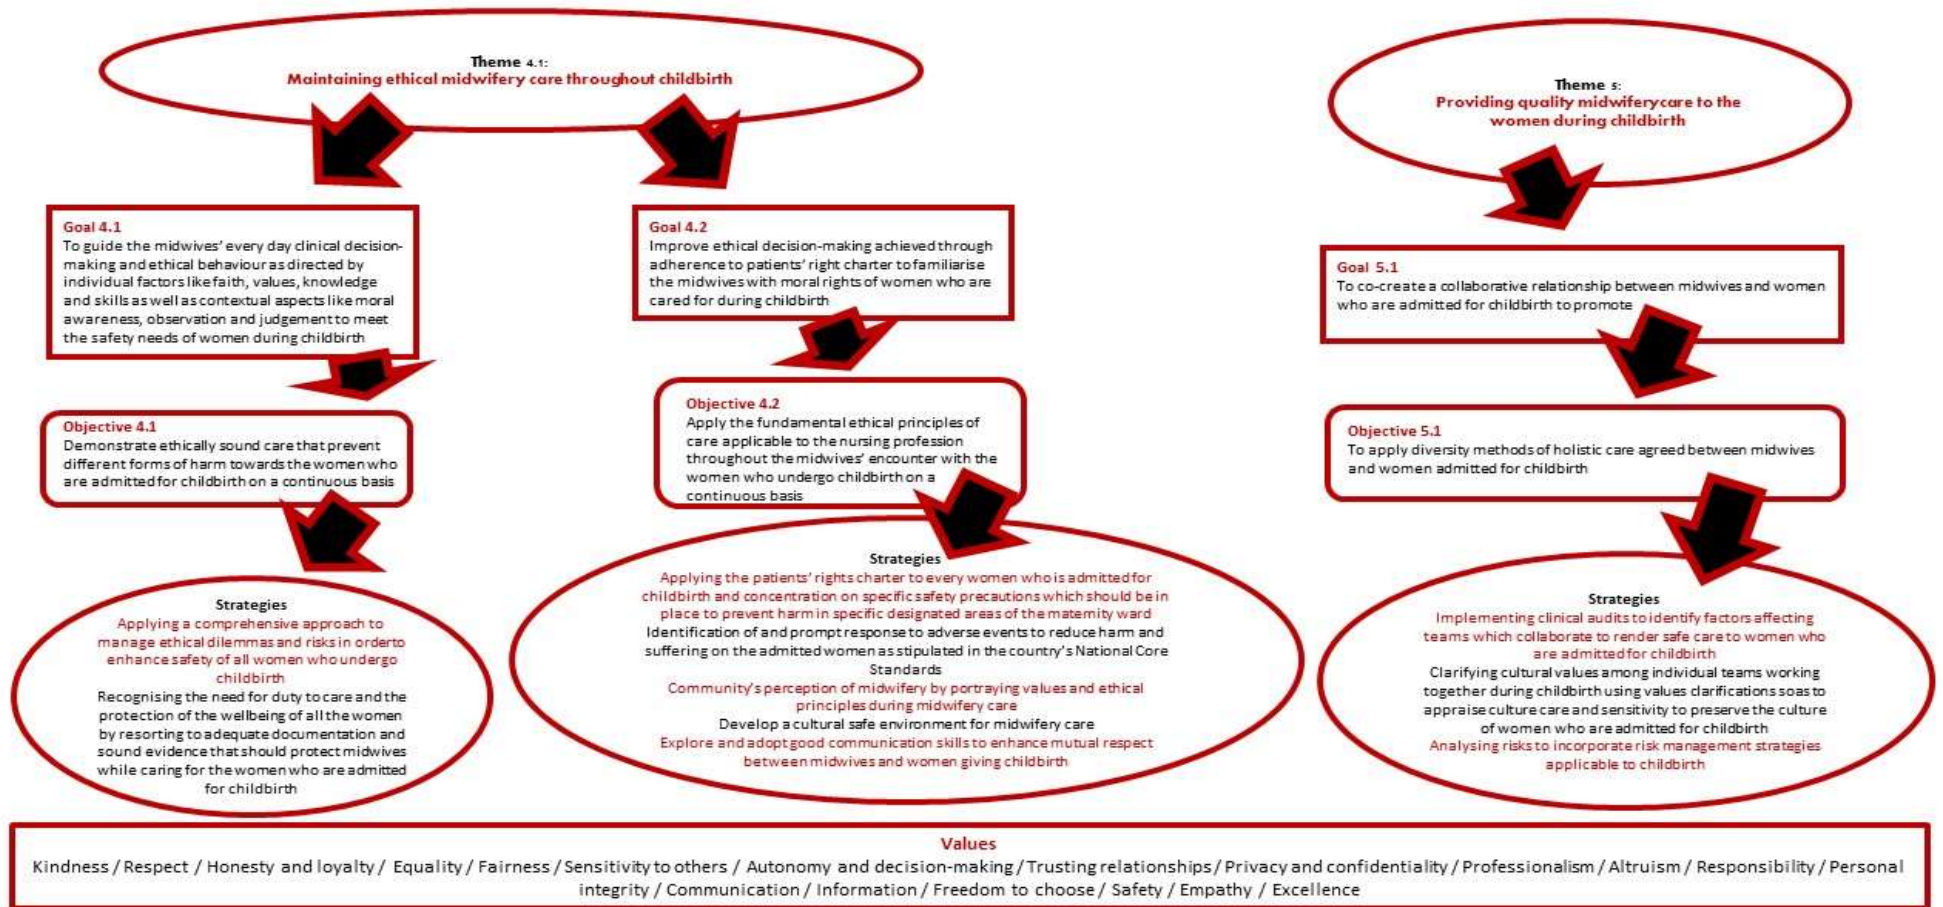 Theme 4.1:
Maintaining ethical midwifery care throughout childbirth
Goal 4.1
To guide the midwives' every day clinical decision-
making and ethical behaviour as directed by
individual factors like faith, values, knowledge
and skills as well as contextual aspects like moral
awareness, observation and judgement to meet
the safety needs of women during childbirth
Objective 4.1
Demonstrate ethically sound care that prevent
different forms of harm towards the women who
are admitted for childbirth on a continuous basis
Strategies
Applying a comprehensive approach to
manage ethical dilemmas and risks in orderto
enhance safety of all women who undergo
childbirth
Recognising the need for duty to care and the
protection of the wellbeing of all the women
by resorting to adequate documentation and
sound evidence that should protect midwives
while caring for the women who are admitted
for childbirth
Goal 4.2
Improve ethical decision-making achieved through
adherence to patients' right charter to familiarise
the midwives with moral rights of women who are
cared for during childbirth
Objective 4.2
Apply the fundamental ethical principles of
care applicable to the nursing profession
throughout the midwives' encounter with the
women who undergo childbirth on a
continuous basis
Strategies
Applying the patients' rights charter to every women who is admitted for
childbirth and concentration on specific safety precautions which should be in
place to prevent harm in specific designated areas of the maternity ward
Identification of and prompt response to adverse events to reduce harm and
suffering on the admitted women as stipulated in the country's National Core
Standards
Community's perception of midwifery by portraying values and ethical
principles during midwifery care
Develop a cultural safe environment for midwifery care
Explore and adopt good communication skills to enhance mutual respect
between midwives and women giving childbirth
Theme 5:
Providing quality midwiferycare to the
women during childbirth
Goal 5.1
To co-create a collaborative relationship between midwives and women
who are admitted for childbirth to promote
Objective 5.1
To apply diversity methods of holistic care agreed between midwives
and women admitted for childbirth
Strategies
Implementing clinical audits to identify factors affecting
teams which collaborate to render safe care to women who
are admitted for childbirth
Clarifying cultural values among individual teams working
together during childbirth using values clarifications soas to
appraise culture care and sensitivity to preserve the culture
of women who are admitted for childbirth
Analysing risks to incorporate risk management strategies
applicable to childbirth
Values
Kindness / Respect / Honesty and loyalty / Equality / Fairness / Sensitivity to others / Autonomy and decision-making / Trusting relationships / Privacy and confidentiality / Professionalism / Altruism / Responsibility / Personal
integrity / Communication / Information / Freedom to choose / Safety / Empathy / Excellence